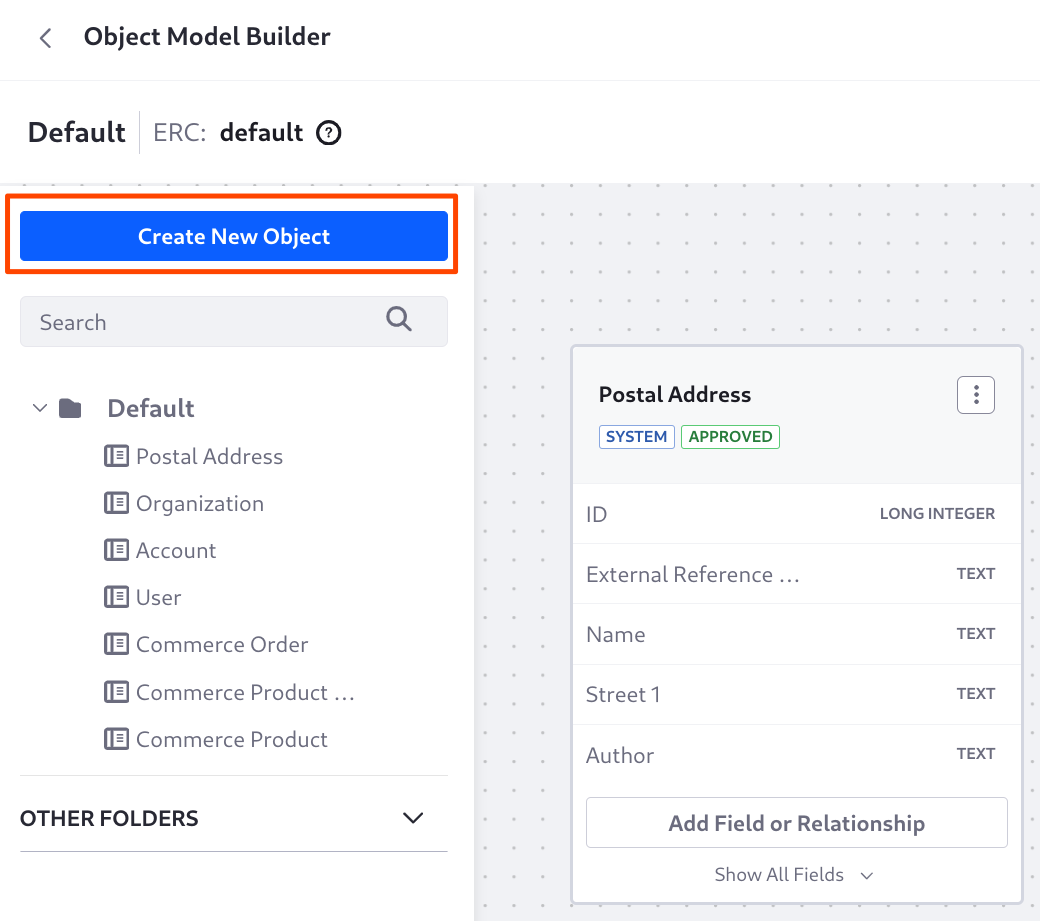 Object Model Builder
Default ERC: default
Create New Object
Search
Default
Postal Address
Organization
Account
User
Commerce Order
Commerce Product ...
Commerce Product
OTHER FOLDERS
Postal Address
SYSTEM APPROVED
ID LONG INTEGER
External Reference ... TEXT
Name TEXT
Street 1 TEXT
Author TEXT
Add Field or Relationship
Show All Fields